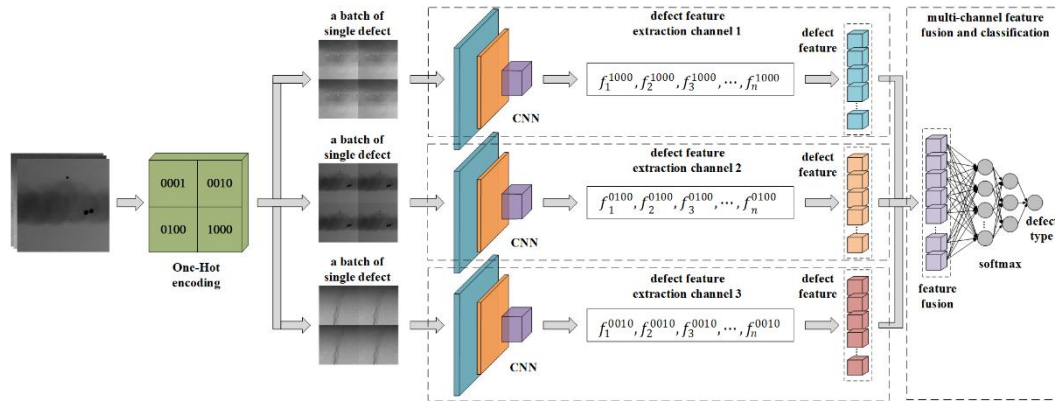 a batch of
single defect
defect feature
extraction channel 1
defect
feature
multi-channel feature
fusion and classification
CNN
f_1^{1000}, f_2^{1000}, f_3^{1000}, ⋯, f_n^{1000}
a batch of
single defect
defect feature
extraction channel 2
defect
feature
0001 0010
0100 1000
One-Hot
encoding
CNN
f_1^{0100}, f_2^{0100}, f_3^{0100}, ⋯, f_n^{0100}
defect
type
softmax
feature
fusion
a batch of
single defect
defect feature
extraction channel 3
defect
feature
CNN
f_1^{0010}, f_2^{0010}, f_3^{0010}, ⋯, f_n^{0010}